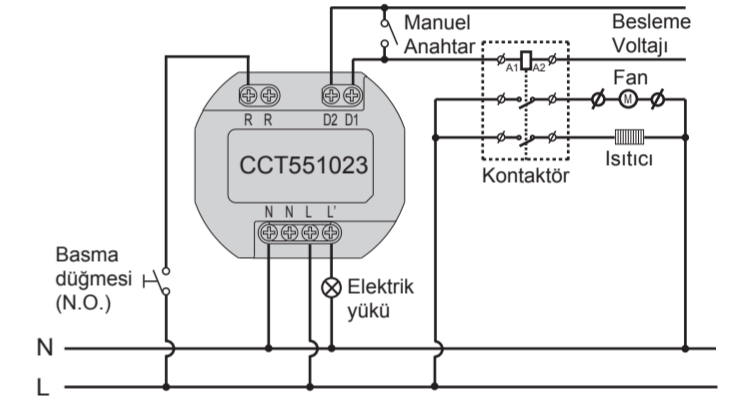 Manuel
Anahtar
Besleme
Voltajı
A1 A2
Fan
M
R R D2 D1
CCT551023
Isıtıcı
Kontaktör
N N L L'
Basma
düğmesi
(N.O.)
Elektrik
yükü
N
L